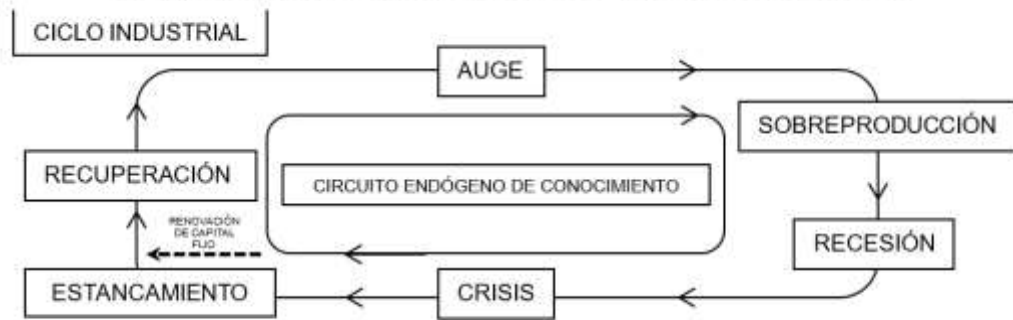 CICLO INDUSTRIAL
AUGE
SOBREPRODUCCIÓN
RECUPERACIÓN
CIRCUITO ENDÓGENO DE CONOCIMIENTO
RENOVACIÓN
DE CAPITAL
FIJO
RECESIÓN
ESTANCAMIENTO
CRISIS